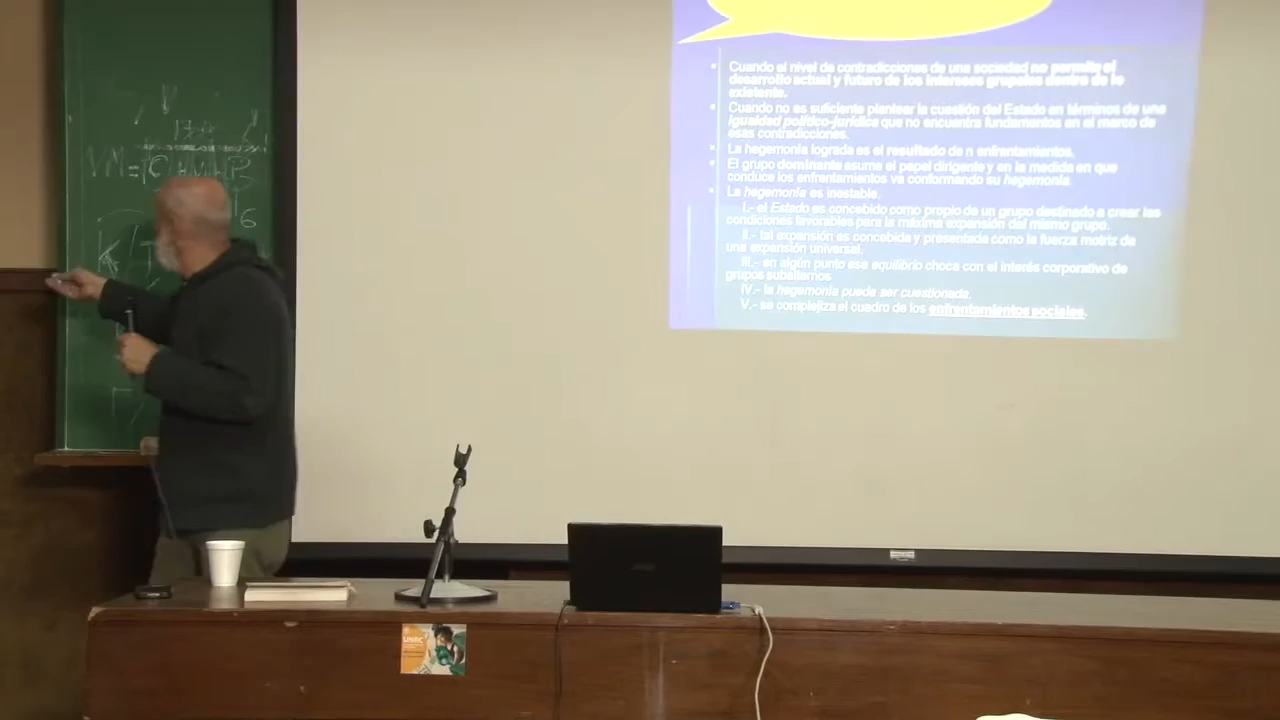 VM=
6
Cuando el nivel de contradicciones de una sociedad no permite el
desarrollo actual y futuro de los intereses grupales dentro de lo
existente.
Cuando no es suficiente plantear la cuestión del Estado en términos de una
igualdad político-jurídica que no encuentra fundamentos en el marco de
esas contradicciones.
La hegemonía lograda es el resultado de n enfrentamientos.
El grupo dominante asume el papel dirigente y en la medida en que
conduce los enfrentamientos va conformando su hegemonía.
La hegemonía es inestable.
I.- el Estado es concebido como propio de un grupo destinado a crear las
condiciones favorables para la máxima expansión del mismo grupo.
II.- tal expansión es concebida y presentada como la fuerza motriz de
una expansión universal.
III.- en algún punto ese equilibrio choca con el interés corporativo de
grupos subalternos
IV.- la hegemonía puede ser cuestionada.
V.- se complejiza el cuadro de los enfrentamientos sociales.